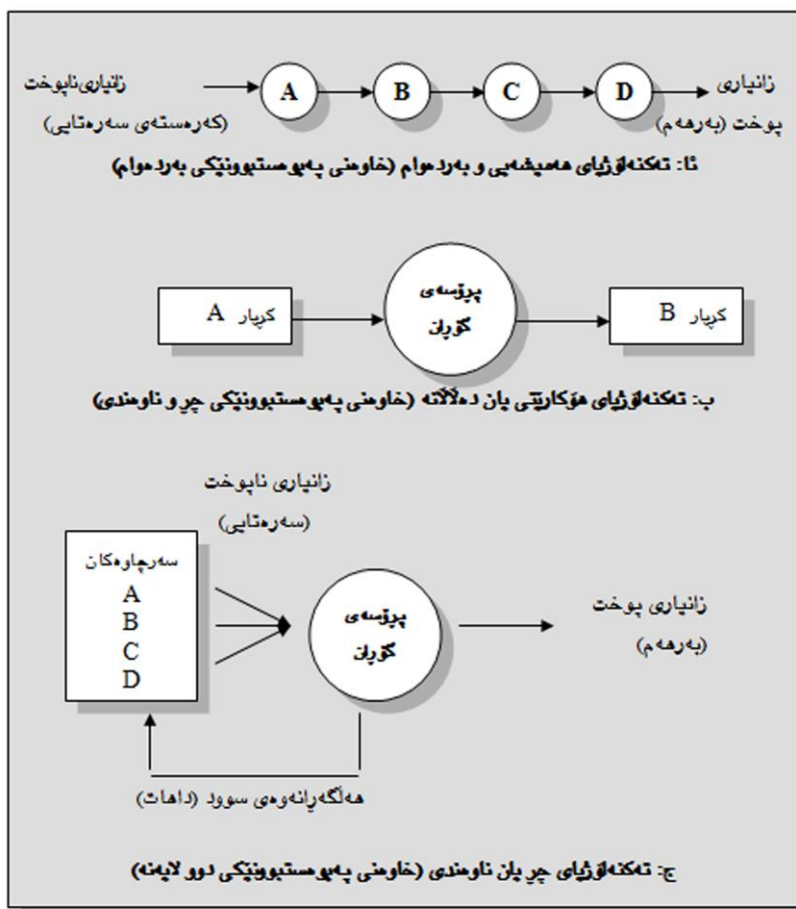 زانیاری ناپوخت
(کەرەستەی سەرەتایی)
A
B
C
D
زانیاری
پوخت (بەرهەم)
ئا: تەکنەلۆژیای هەمیشەیی و بەردەوام (خاوەنی پەیوەستبوونێکی بەردەوام)
کڕیار A
پرۆسەی
گۆڕان
کڕیار B
ب: تەکنەلۆژیای هۆکارێتی یان دەڵاڵانە (خاوەنی پەیوەستبوونێکی چڕ و ناوەندی)
زانیاری ناپوخت
(سەرەتایی)
سەرچاوەکان
A
B
C
D
پرۆسەی
گۆڕان
زانیاری پوخت
(بەرهەم)
هەڵگەڕانەوەی سوود (داهات)
ج: تەکنەلۆژیای چڕ یان ناوەندی (خاوەنی پەیوەستبوونێکی دوو لایەنە)